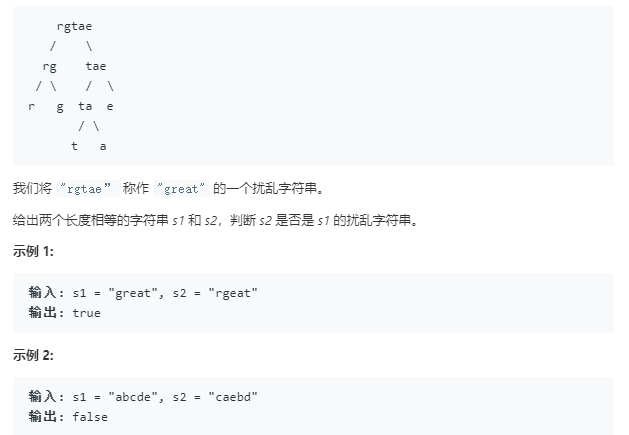 rgtae
/ \
rg tae
/ \ / \
r g ta e
/ \
t a
我们将 "rgtae” 称作 "great" 的一个扰乱字符串。
给出两个长度相等的字符串 s1 和 s2，判断 s2 是否是 s1 的扰乱字符串。
示例 1:
输入: s1 = "great", s2 = "rgeat"
输出: true
示例 2:
输入: s1 = "abcde", s2 = "caebd"
输出: false